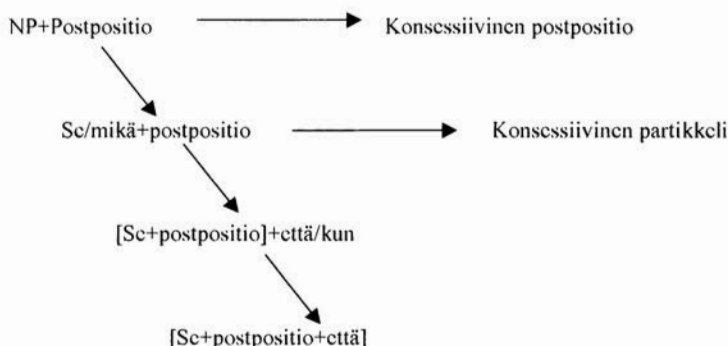 NP+Postpositio Konsessiivinen postpositio
Se/mikä+postpositio Konsessiivinen partikkeli
[Se+postpositio]+että/kun
[Se+postpositio+että]